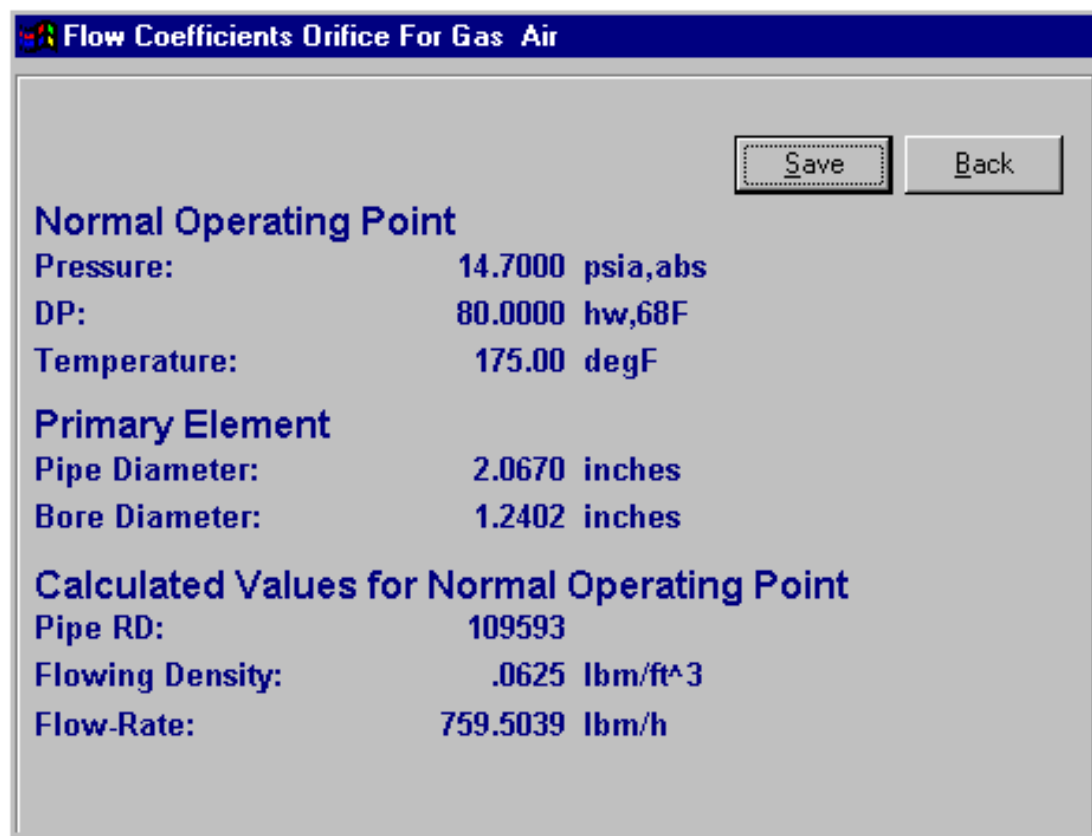 Flow Coefficients Orifice For Gas  Air
Save Back
Normal Operating Point
Pressure: 14.7000 psia,abs
DP: 80.0000 hw,68F
Temperature: 175.00 degF
Primary Element
Pipe Diameter: 2.0670 inches
Bore Diameter: 1.2402 inches
Calculated Values for Normal Operating Point
Pipe RD: 109593
Flowing Density: .0625 lbm/ft^3
Flow-Rate: 759.5039 lbm/h